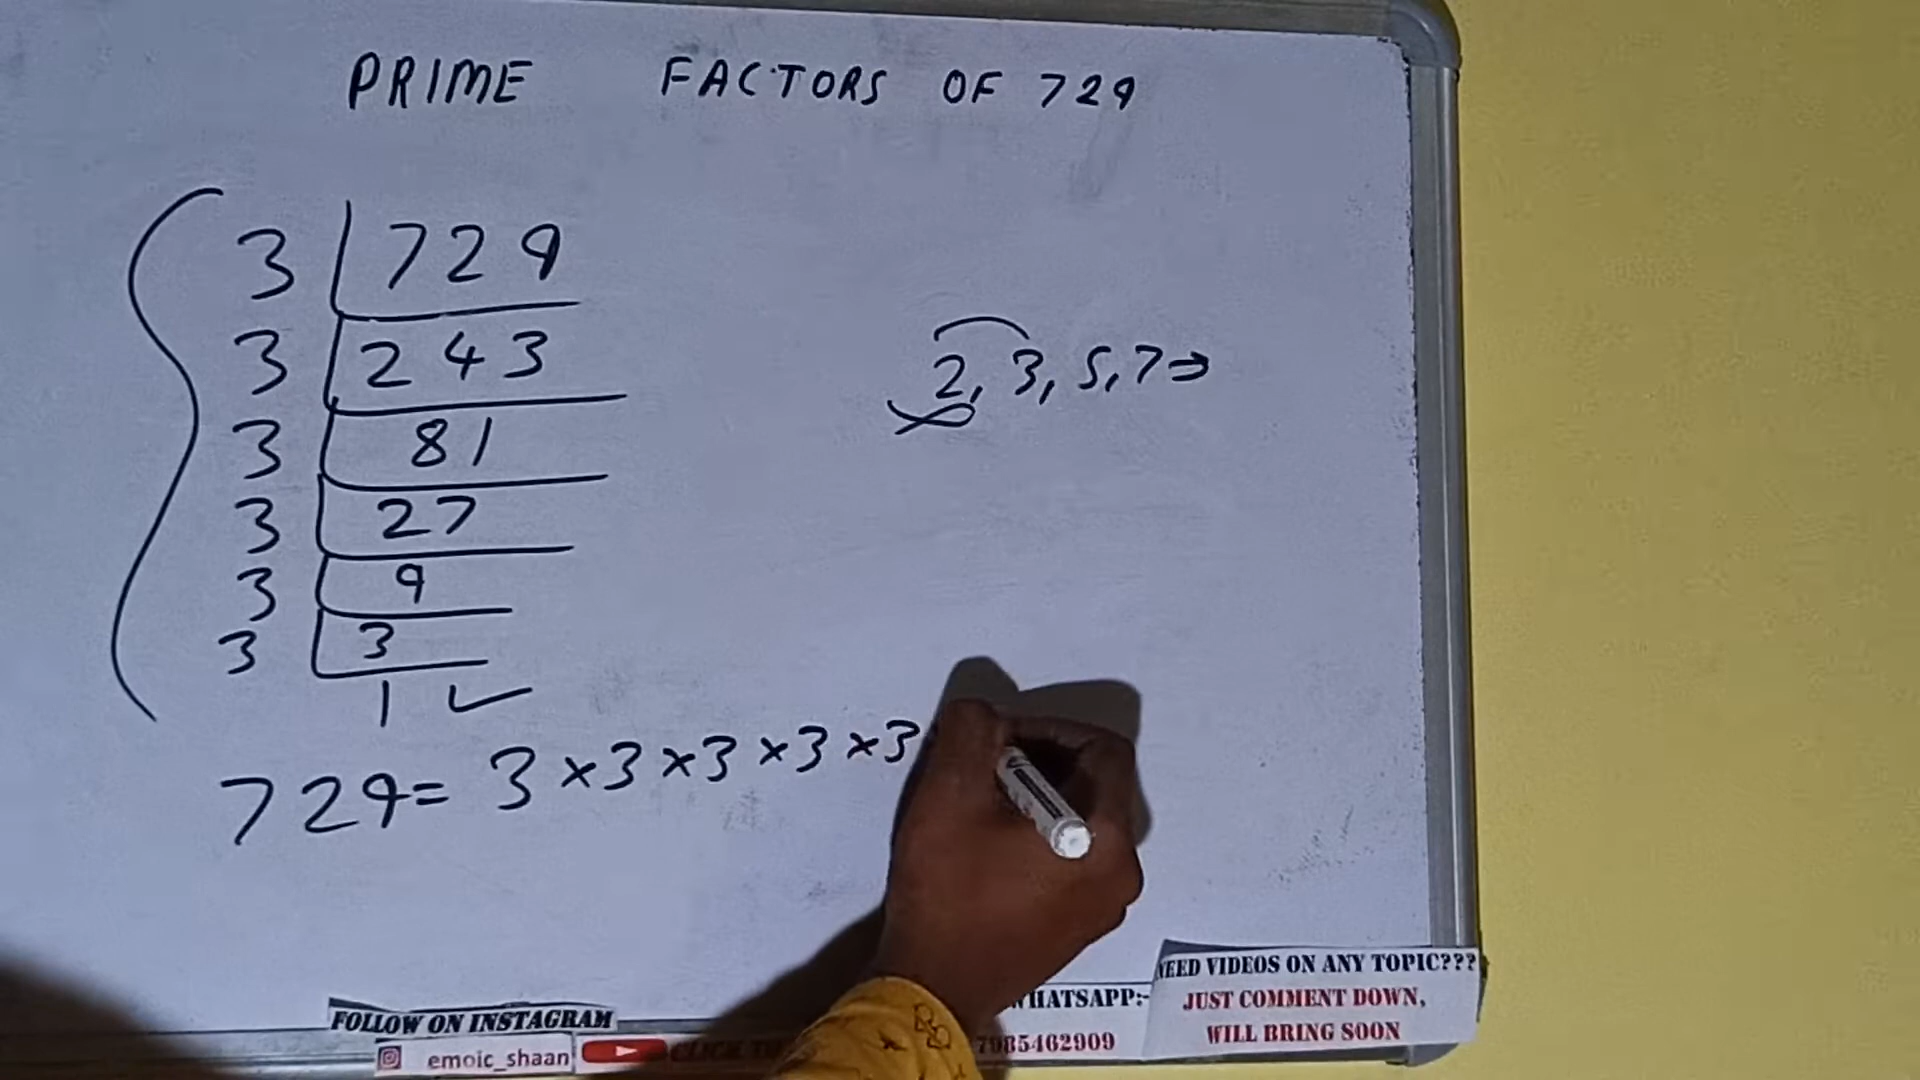 PRIME FACTORS OF 729
3 729
3 243
3 81
3 27
3 9
3 3
1 ✓
2, 3, 5, 7 →
729= 3 ×3 ×3 ×3 ×3
FOLLOW ON INSTAGRAM
emoic_shaan
WHATSAPP:-
7985462909
NEED VIDEOS ON ANY TOPIC???
JUST COMMENT DOWN,
WILL BRING SOON